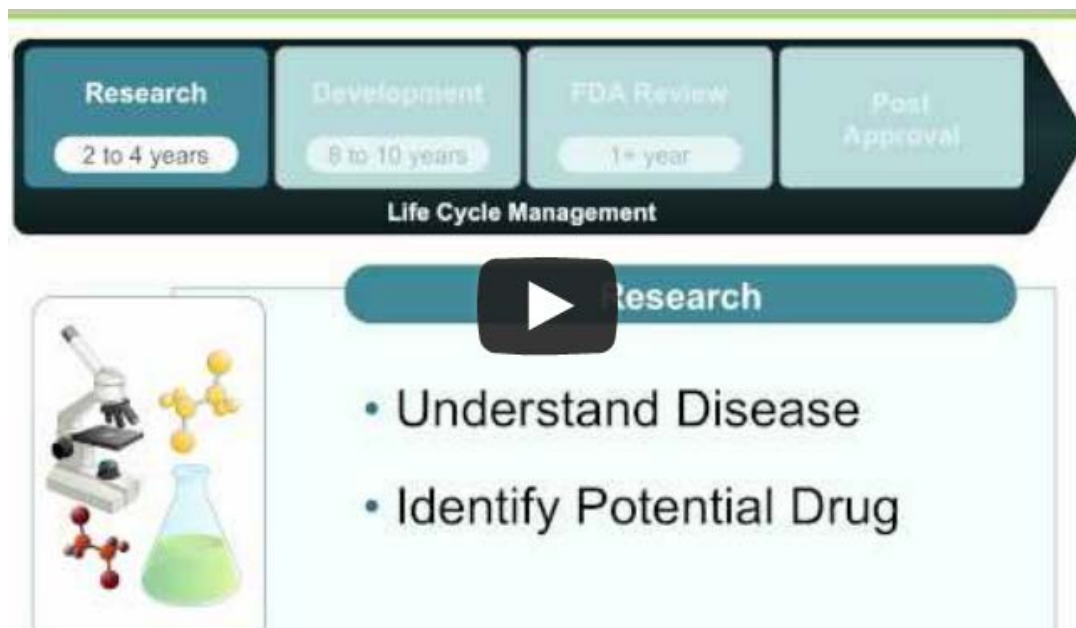 Research
2 to 4 years
Development
8 to 10 years
FDA Review
1+ year
Post
Approval
Life Cycle Management
Research
• Understand Disease
• Identify Potential Drug